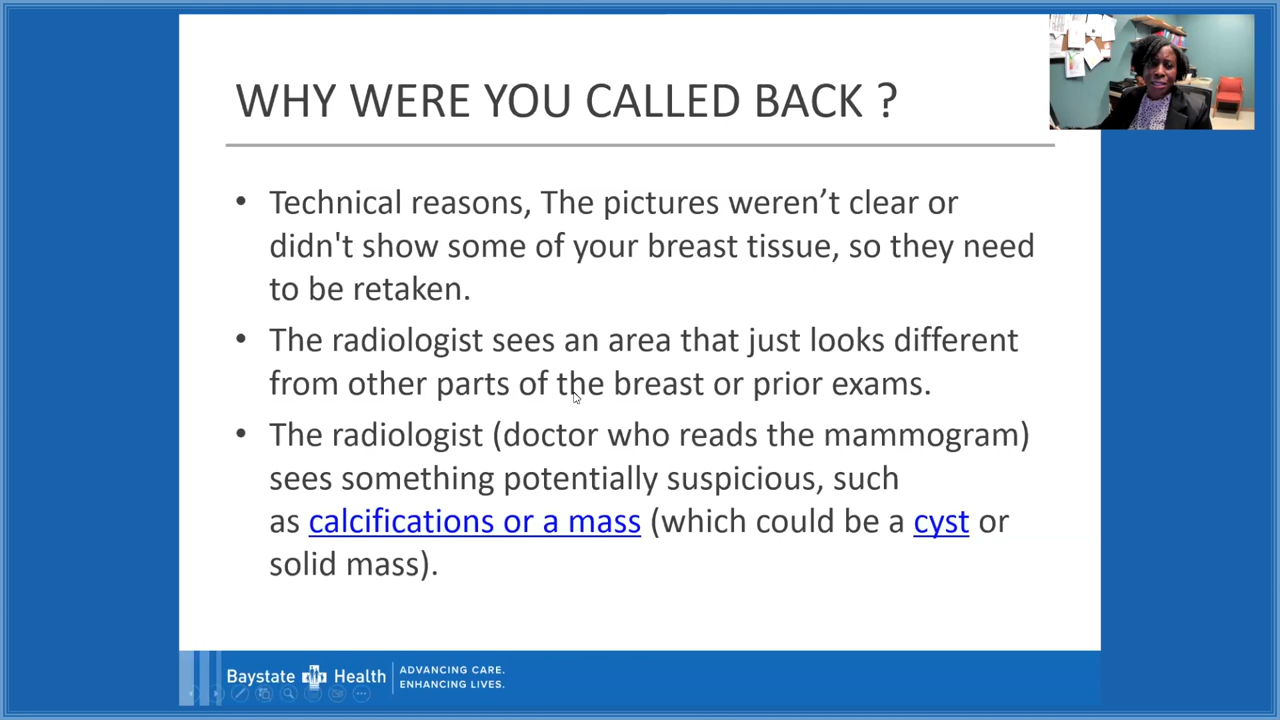 WHY WERE YOU CALLED BACK ?
• Technical reasons, The pictures weren’t clear or
didn't show some of your breast tissue, so they need
to be retaken.
• The radiologist sees an area that just looks different
from other parts of the breast or prior exams.
• The radiologist (doctor who reads the mammogram)
sees something potentially suspicious, such
as calcifications or a mass (which could be a cyst or
solid mass).
Baystate Health
ADVANCING CARE.
ENHANCING LIVES.